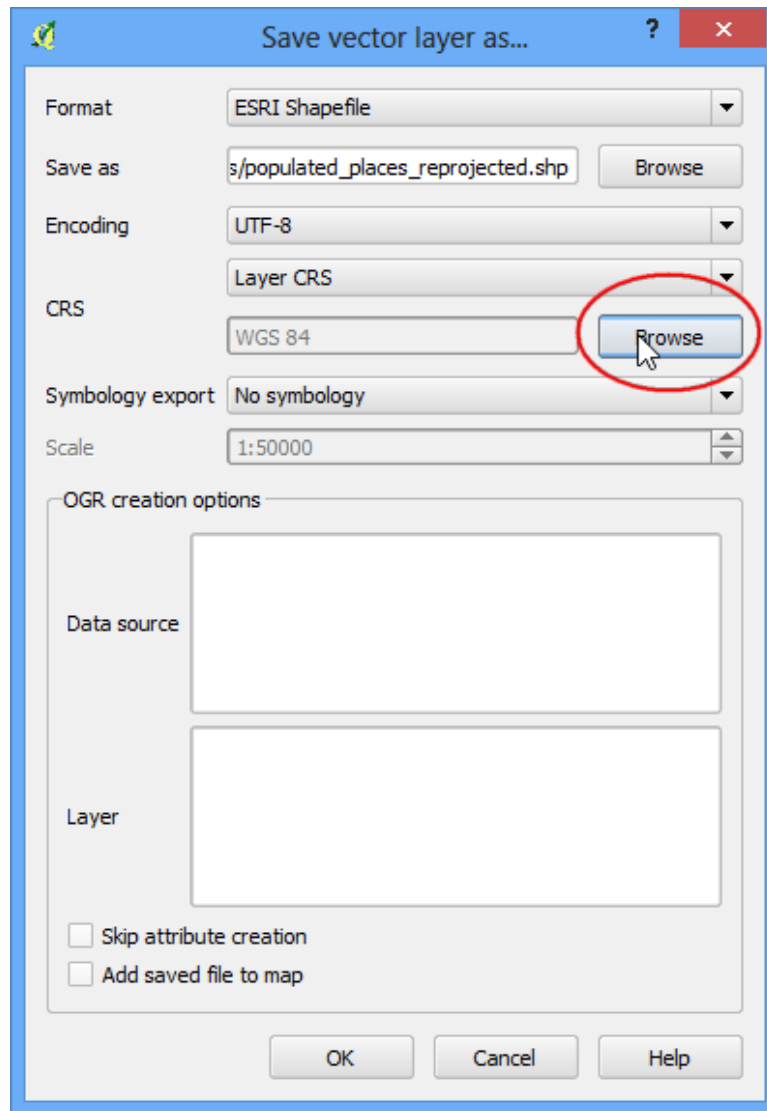 Save vector layer as...
?
Format ESRI Shapefile
Save as s/populated_places_reprojected.shp Browse
Encoding UTF-8
Layer CRS
CRS
WGS 84 Browse
Symbology export No symbology
Scale 1:50000
OGR creation options
Data source
Layer
Skip attribute creation
Add saved file to map
OK Cancel Help